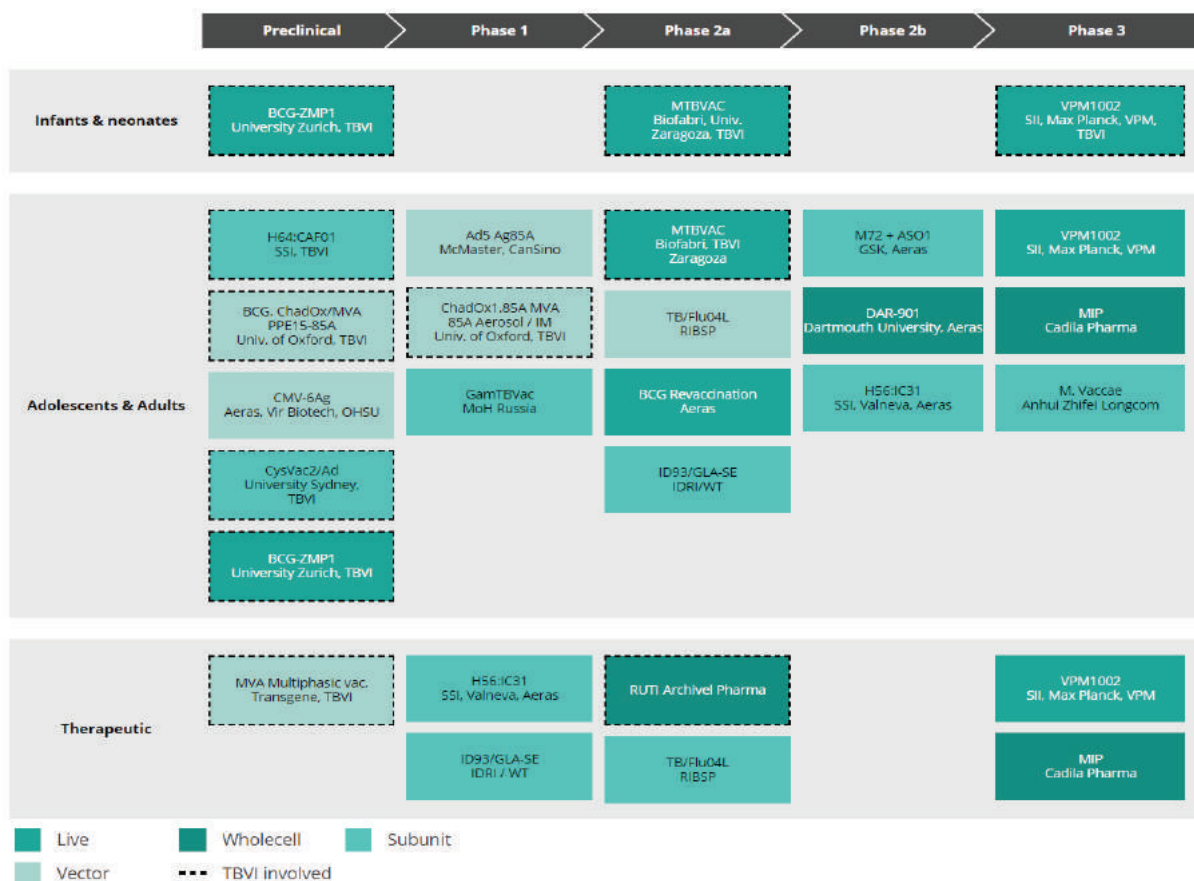 Preclinical
Phase 1
Phase 2a
Phase 2b
Phase 3
Infants & neonates
BCG-ZMP1
University Zurich, TBVI
MTBVAC
Biofabri, Univ.
Zaragoza, TBVI
VPM1002
SII, Max Planck, VPM,
TBVI
Adolescents & Adults
H64:CAF01
SSI, TBVI
Ad5 Ag85A
McMaster, CanSino
MTBVAC
Biofabri, TBVI
Zaragoza
M72 + ASO1
GSK, Aeras
VPM1002
SII, Max Planck, VPM
BCG. ChadOx/MVA
PPE15-85A
Univ. of Oxford, TBVI
ChadOx1.85A MVA
85A Aerosol / IM
Univ. of Oxford, TBVI
TB/Flu04L
RIBSP
DAR-901
Dartmouth University, Aeras
MIP
Cadila Pharma
CMV-6Ag
Aeras, Vir Biotech, OHSU
GamTBVac
MoH Russia
BCG Revaccination
Aeras
H56:IC31
SSI, Valneva, Aeras
M. Vaccae
Anhui Zhifei Longcom
CysVac2/Ad
University Sydney,
TBVI
ID93/GLA-SE
IDRI/WT
BCG-ZMP1
University Zurich, TBVI
Therapeutic
MVA Multiphasic vac.
Transgene, TBVI
H56:IC31
SSI, Valneva, Aeras
RUTI Archivel Pharma
VPM1002
SII, Max Planck, VPM
ID93/GLA-SE
IDRI / WT
TB/Flu04L
RIBSP
MIP
Cadila Pharma
Live
Wholecell
Subunit
Vector
TBVI involved